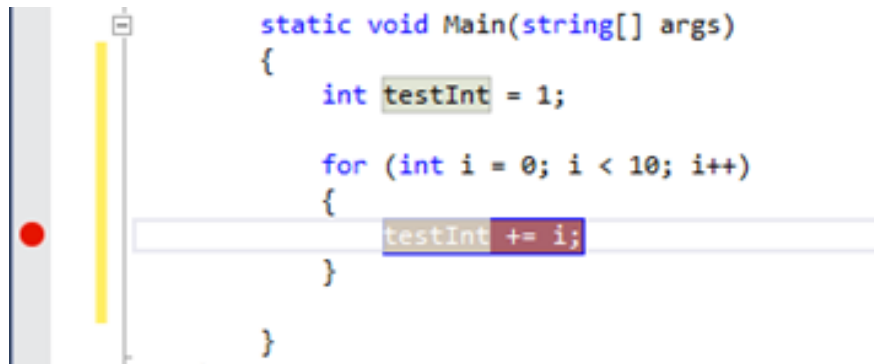 static void Main(string[] args)
{
int testInt = 1;
for (int i = 0; i < 10; i++)
{
testInt += i;
}
}